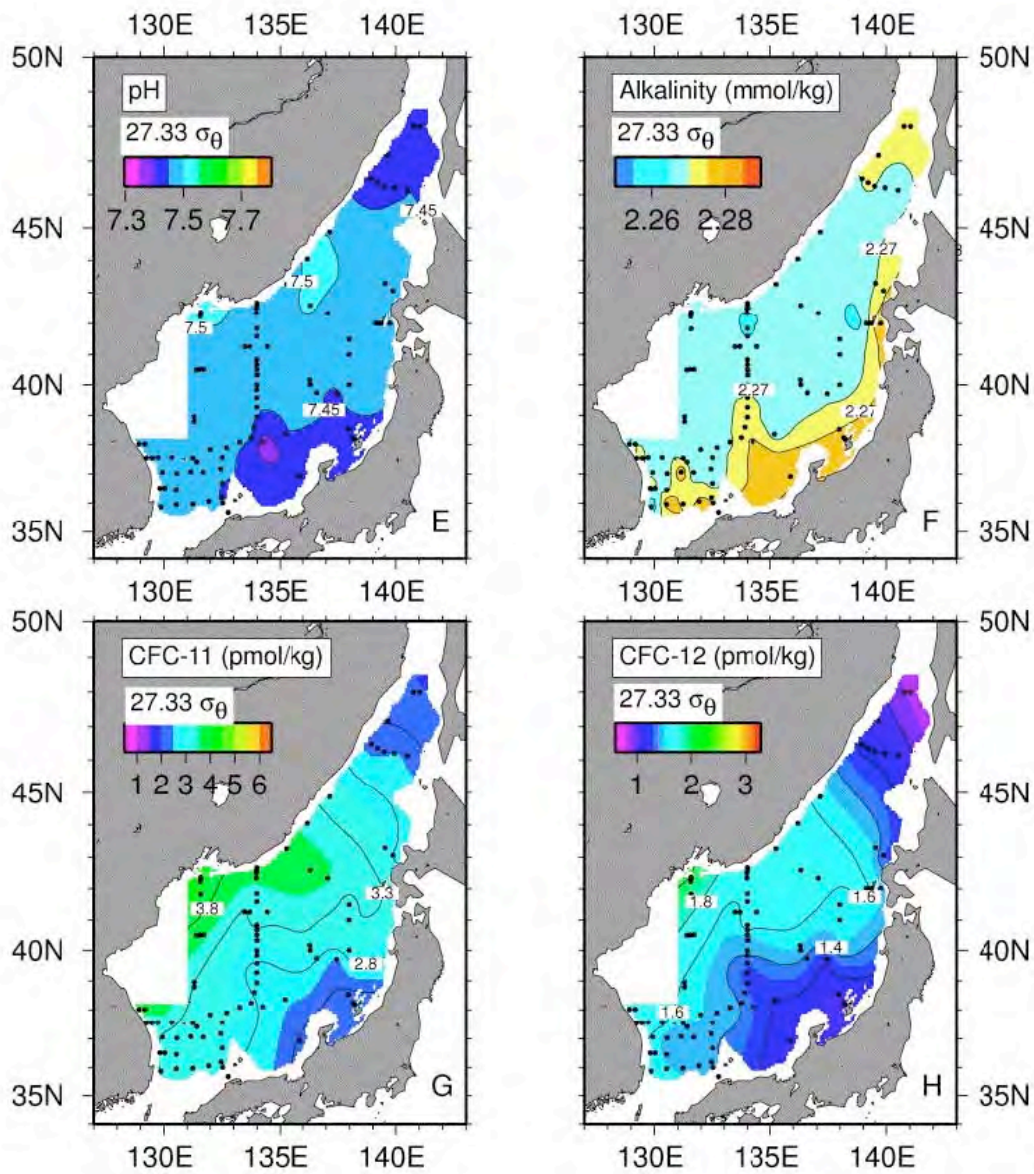 130E 135E 140E 130E 135E 140E
50N 50N
pH Alkalinity (mmol/kg)
27.33 σθ 27.33 σθ
7.3 7.5 7.7 2.26 2.28
7.45
45N 45N
2.27 8
7.5
7.5
40N 2.27 40N
7.45 2.27
35N E F 35N
130E 135E 140E 130E 135E 140E
50N 50N
CFC-11 (pmol/kg) CFC-12 (pmol/kg)
27.33 σθ 27.33 σθ
1 2 3 4 5 6 1 2 3
45N 45N
3.8 3.3 1.8 1.6
40N 2.8 1.4 40N
1.6
35N G H 35N
130E 135E 140E 130E 135E 140E